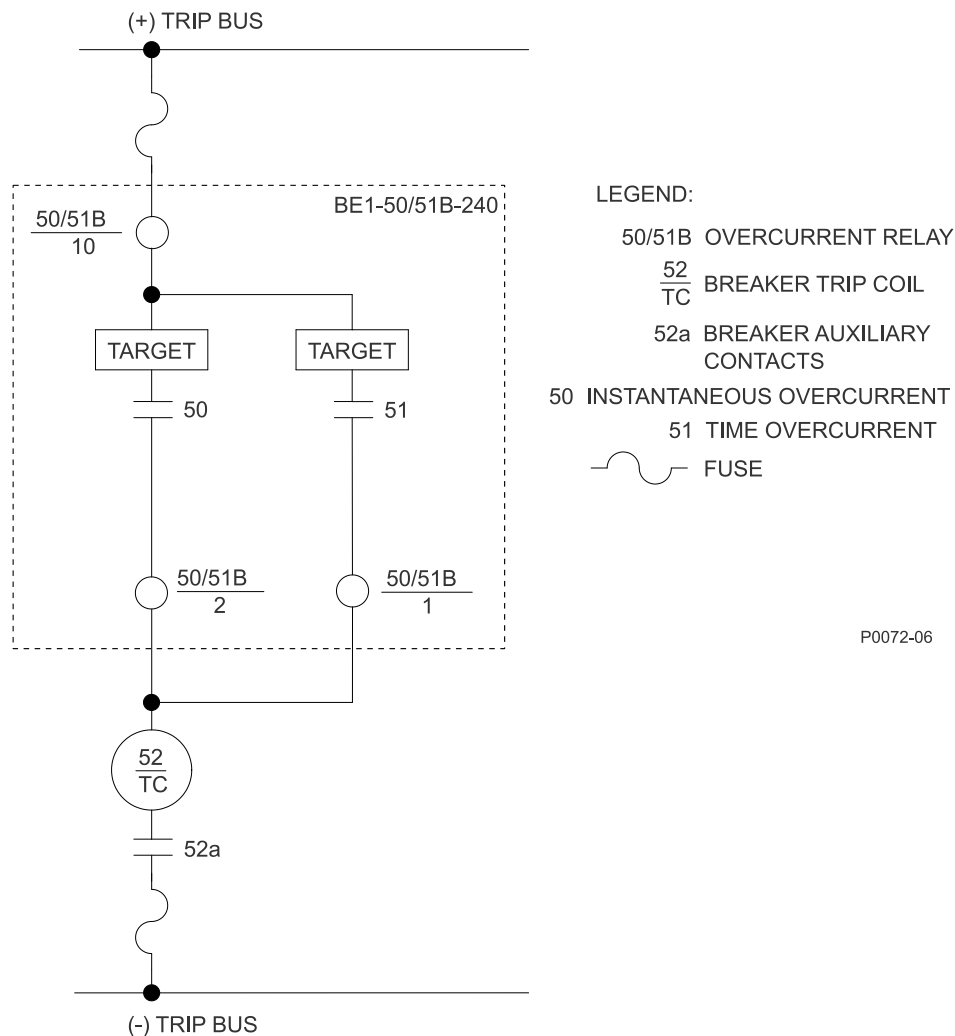 (+) TRIP BUS
BE1-50/51B-240
50/51B
10
TARGET
TARGET
50
51
50/51B
2
50/51B
1
52
TC
52a
(-) TRIP BUS
LEGEND:
50/51B OVERCURRENT RELAY
52
TC
BREAKER TRIP COIL
52a BREAKER AUXILIARY
CONTACTS
50 INSTANTANEOUS OVERCURRENT
51 TIME OVERCURRENT
FUSE
P0072-06